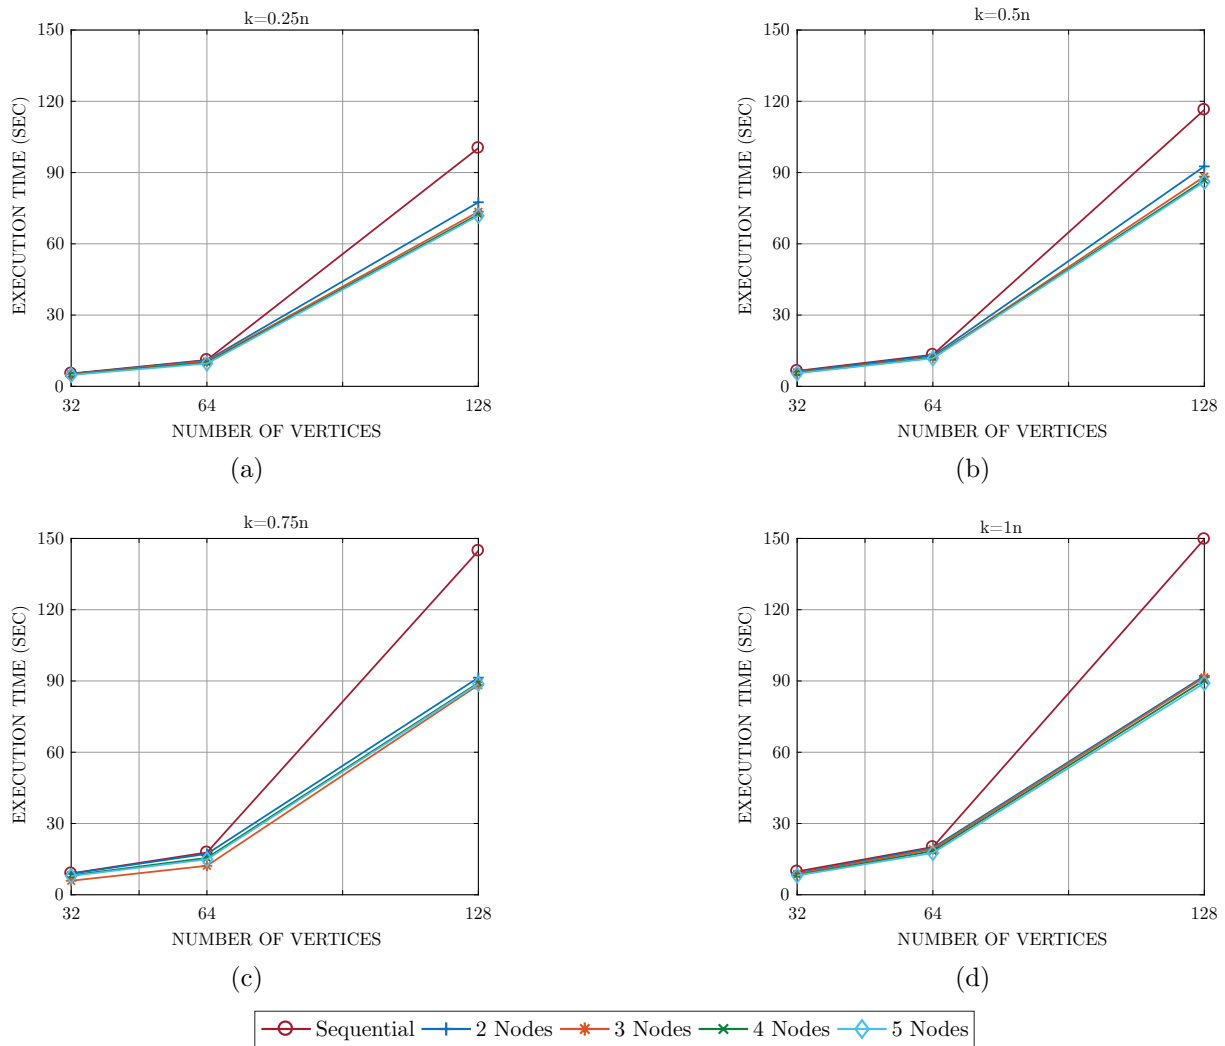 k=0.25n
150
120
90
60
30
0
EXECUTION TIME (SEC)
32 64 128
NUMBER OF VERTICES
(a)
k=0.5n
150
120
90
60
30
0
EXECUTION TIME (SEC)
32 64 128
NUMBER OF VERTICES
(b)
k=0.75n
150
120
90
60
30
0
EXECUTION TIME (SEC)
32 64 128
NUMBER OF VERTICES
(c)
k=1n
150
120
90
60
30
0
EXECUTION TIME (SEC)
32 64 128
NUMBER OF VERTICES
(d)
Sequential 2 Nodes 3 Nodes 4 Nodes 5 Nodes